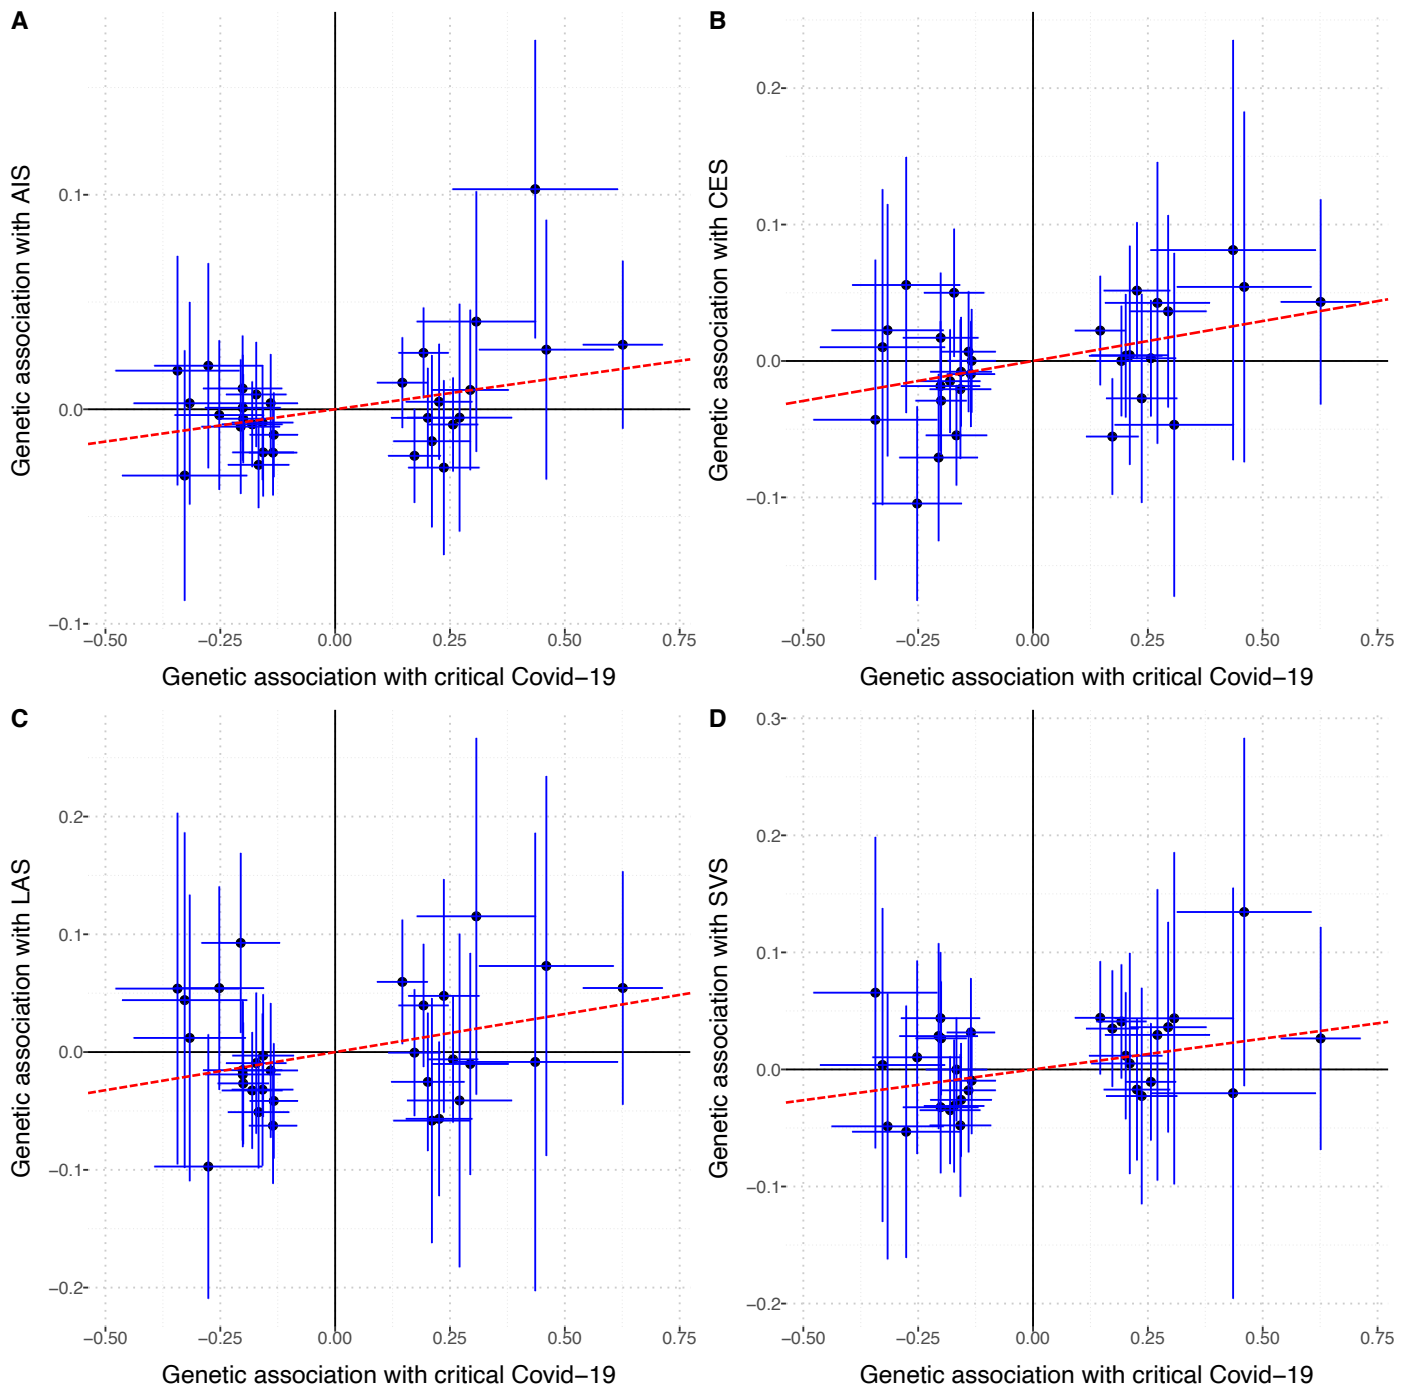 A
Genetic association with AIS
0.1
0.0
−0.1
−0.50 −0.25 0.00 0.25 0.50 0.75
Genetic association with critical Covid−19
B
Genetic association with CES
0.2
0.1
0.0
−0.1
−0.50 −0.25 0.00 0.25 0.50 0.75
Genetic association with critical Covid−19
C
Genetic association with LAS
0.2
0.1
0.0
−0.1
−0.2
−0.50 −0.25 0.00 0.25 0.50 0.75
Genetic association with critical Covid−19
D
Genetic association with SVS
0.3
0.2
0.1
0.0
−0.1
−0.2
−0.50 −0.25 0.00 0.25 0.50 0.75
Genetic association with critical Covid−19